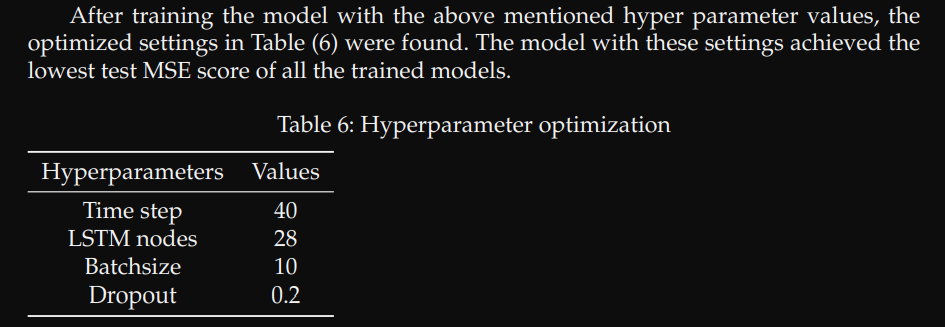 After training the model with the above mentioned hyper parameter values, the
optimized settings in Table (6) were found. The model with these settings achieved the
lowest test MSE score of all the trained models.
Table 6: Hyperparameter optimization
Hyperparameters Values
Time step 40
LSTM nodes 28
Batchsize 10
Dropout 0.2